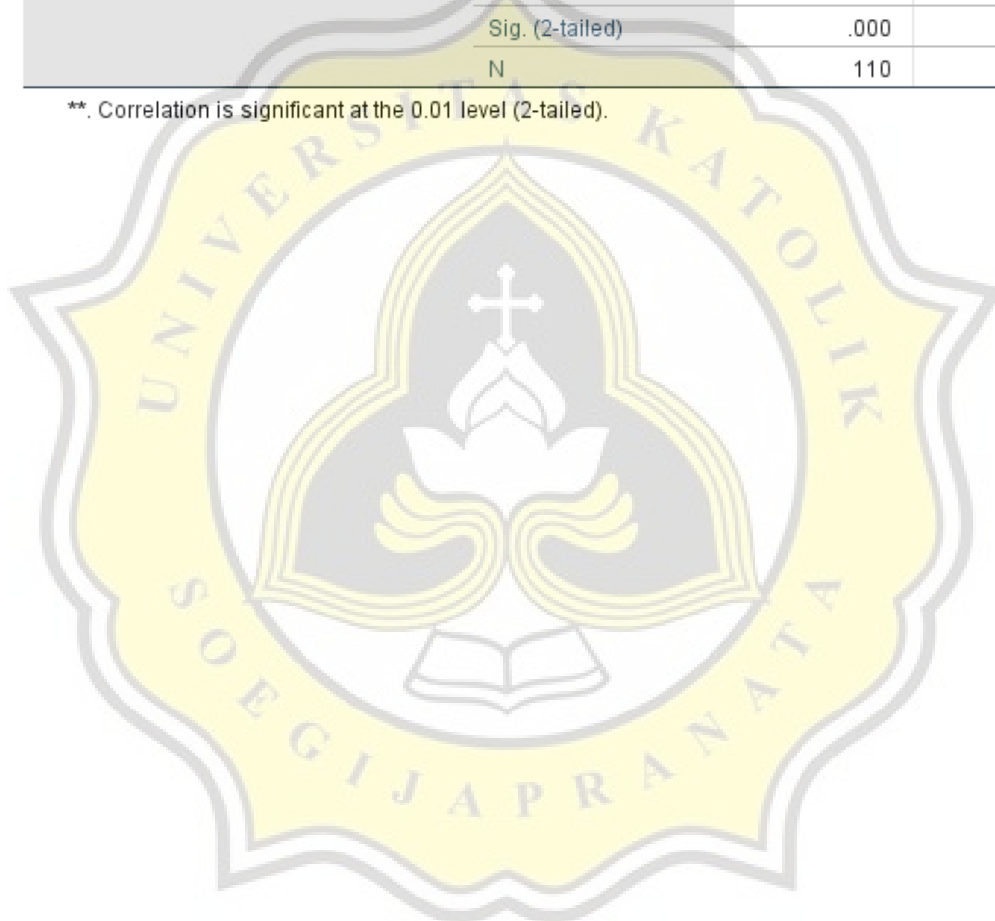 Sig. (2-tailed) .000
N 110
**. Correlation is significant at the 0.01 level (2-tailed).
UNIVERSITAS KATOLIK
SOEGIJAPRANATA